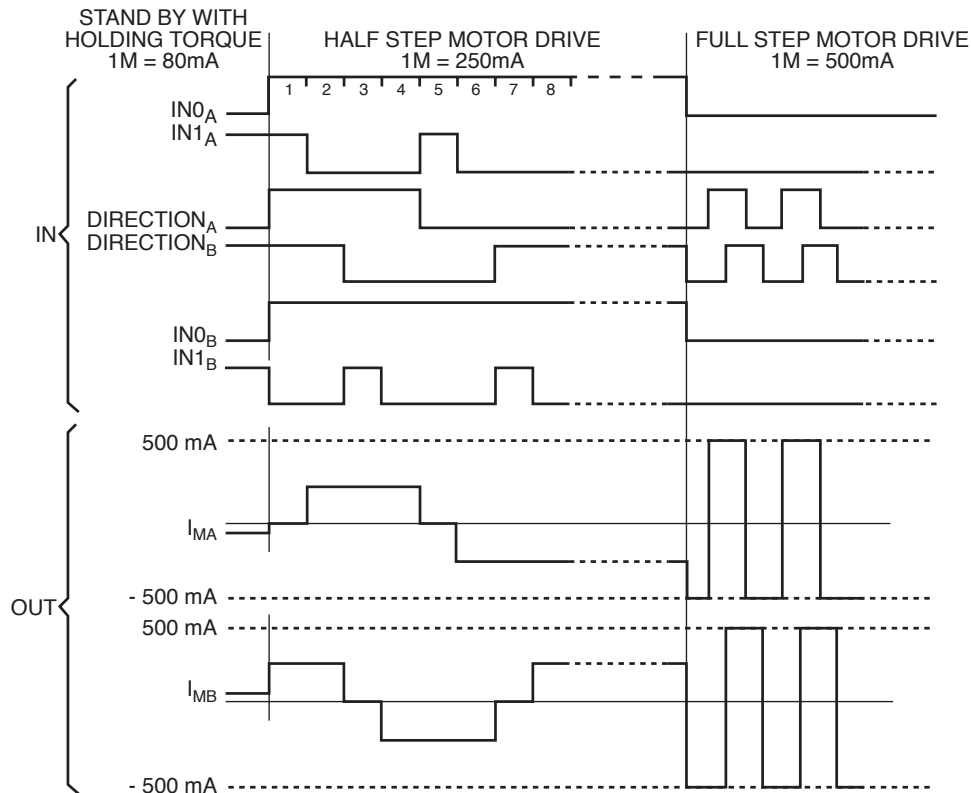 STAND BY WITH
HOLDING TORQUE
1M = 80mA
HALF STEP MOTOR DRIVE
1M = 250mA
FULL STEP MOTOR DRIVE
1M = 500mA
1 2 3 4 5 6 7 8
IN0A
IN1A
IN
DIRECTIONA
DIRECTIONB
IN0B
IN1B
500 mA
IMA
OUT
- 500 mA
500 mA
IMB
- 500 mA